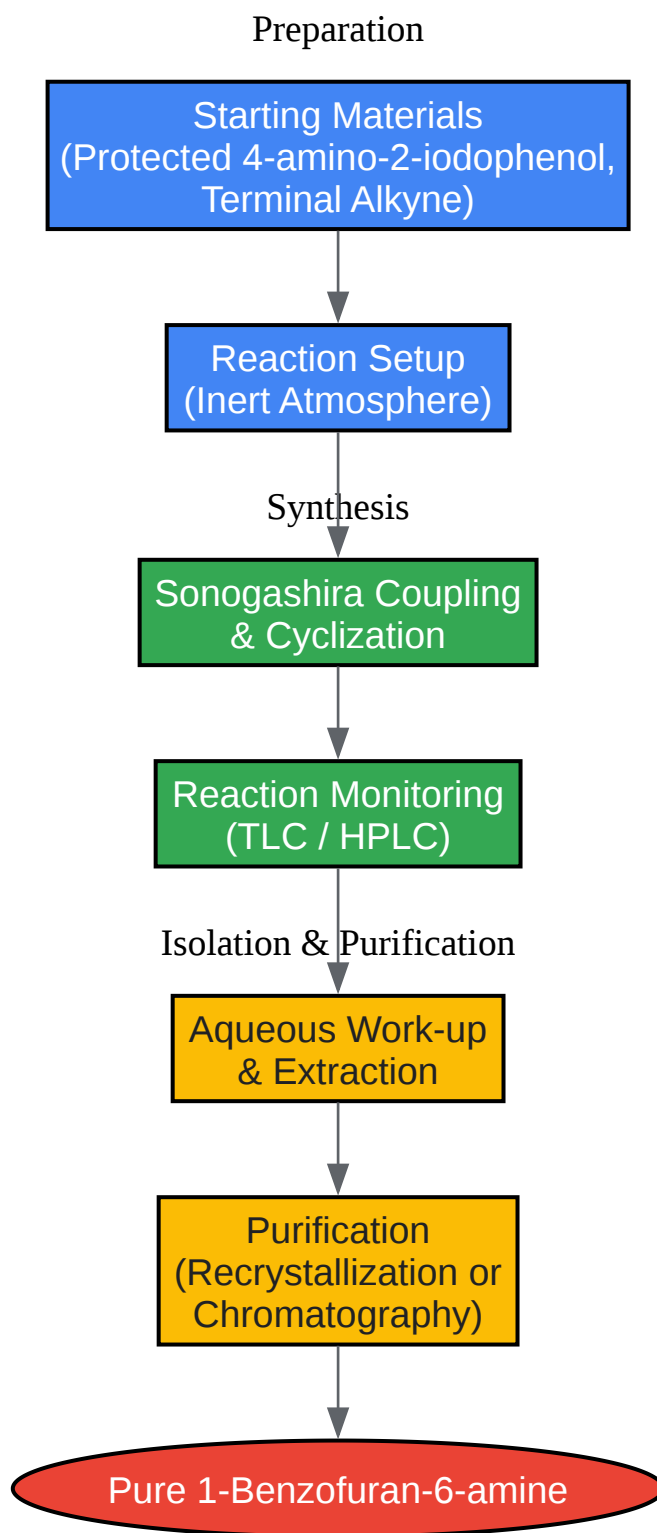 Preparation
Starting Materials
(Protected 4-amino-2-iodophenol,
Terminal Alkyne)
Reaction Setup
(Inert Atmosphere)
Synthesis
Sonogashira Coupling
& Cyclization
Reaction Monitoring
(TLC / HPLC)
Isolation & Purification
Aqueous Work-up
& Extraction
Purification
(Recrystallization or
Chromatography)
Pure 1-Benzofuran-6-amine